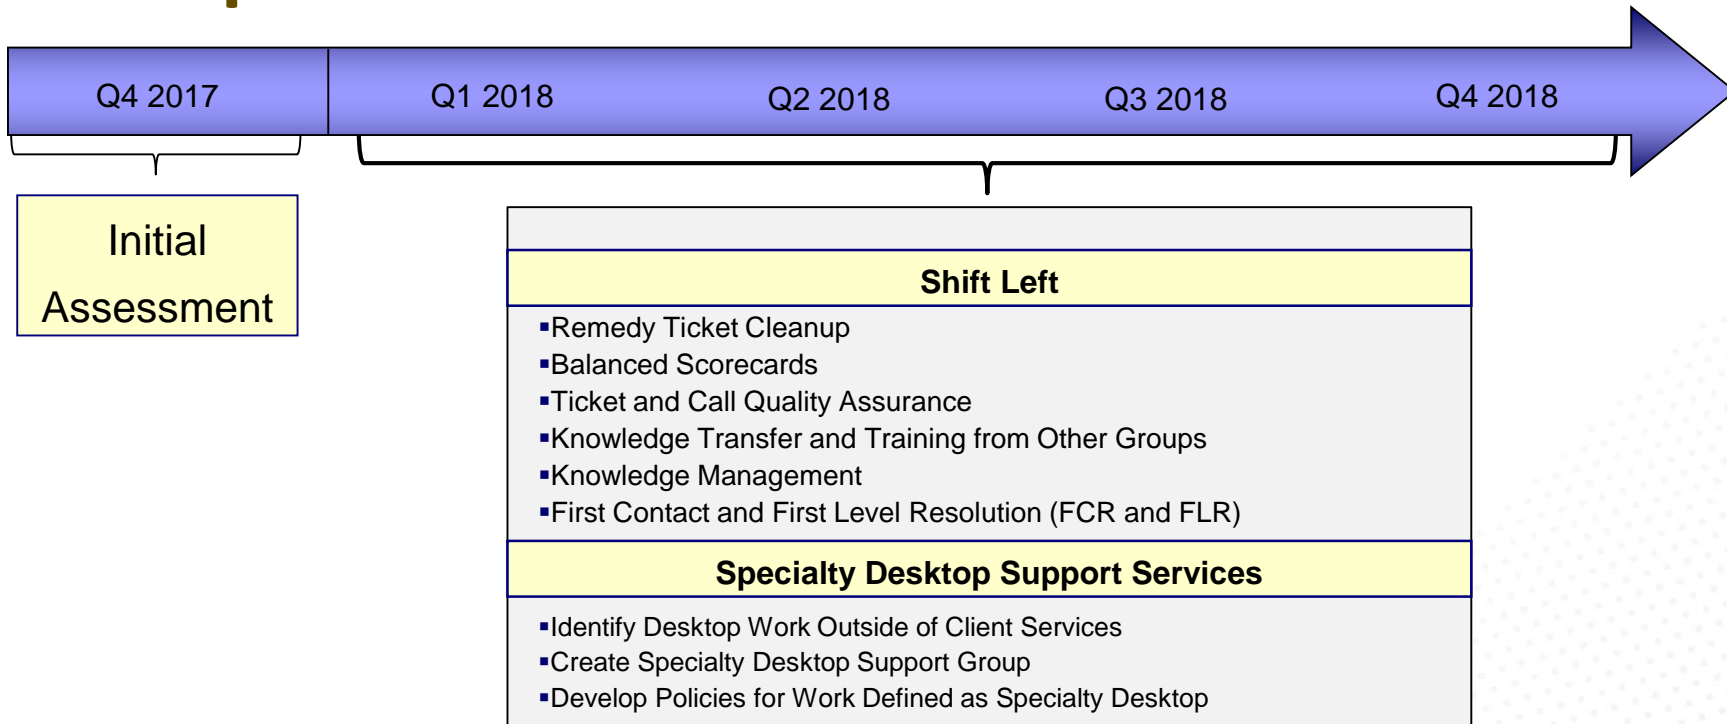 Q4 2017 Q1 2018 Q2 2018 Q3 2018 Q4 2018
Initial
Assessment
Shift Left
▪Remedy Ticket Cleanup
▪Balanced Scorecards
▪Ticket and Call Quality Assurance
▪Knowledge Transfer and Training from Other Groups
▪Knowledge Management
▪First Contact and First Level Resolution (FCR and FLR)
Specialty Desktop Support Services
▪Identify Desktop Work Outside of Client Services
▪Create Specialty Desktop Support Group
▪Develop Policies for Work Defined as Specialty Desktop